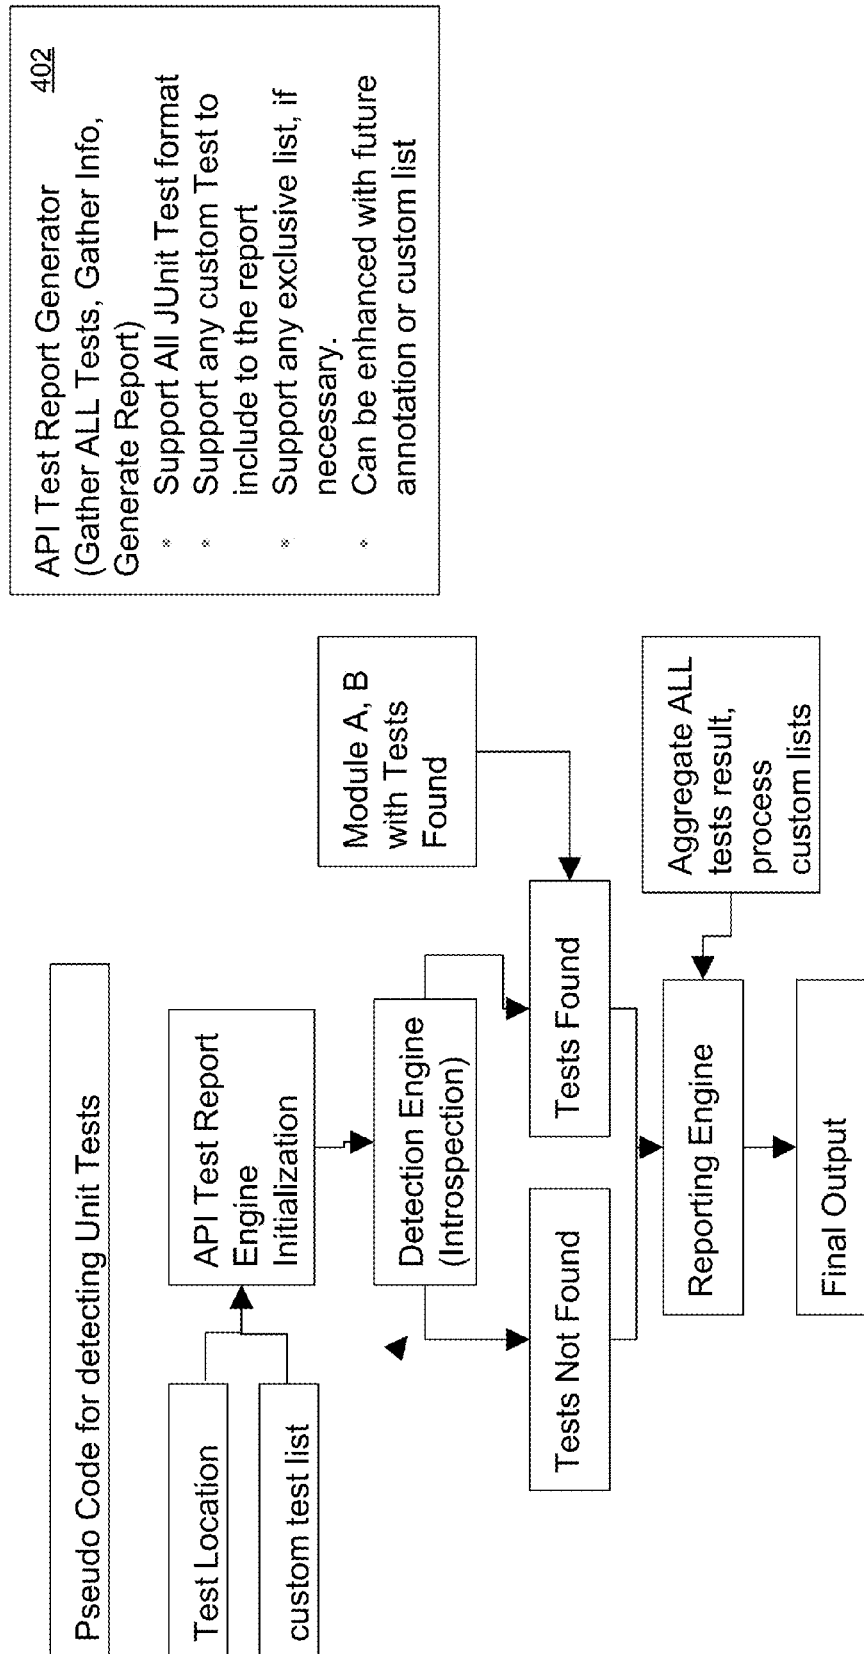 Pseudo Code for detecting Unit Tests
Test Location
custom test list
API Test Report
Engine
Initialization
Detection Engine
(Introspection)
Tests Not Found
Tests Found
Module A, B
with Tests
Found
Reporting Engine
Aggregate ALL
tests result,
process
custom lists
Final Output
API Test Report Generator 402
(Gather ALL Tests, Gather Info,
Generate Report)
• Support All JUnit Test format
• Support any custom Test to
include to the report
• Support any exclusive list, if
necessary.
• Can be enhanced with future
annotation or custom list